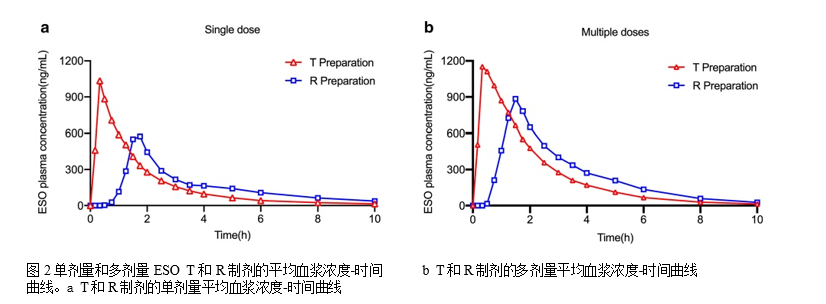 a
Single dose
ESO plasma concentration(ng/mL)
1200
900
600
300
0
T Preparation
R Preparation
0
2
4
6
8
10
Time(h)
b
Multiple doses
ESO plasma concentration(ng/mL)
1200
900
600
300
0
T Preparation
R Preparation
0
2
4
6
8
10
Time(h)
图 2 单剂量和多剂量 ESO T 和 R 制剂的平均血浆浓度-时间
曲线。a T 和 R 制剂的单剂量平均血浆浓度-时间曲线
b T 和 R 制剂的多剂量平均血浆浓度-时间曲线